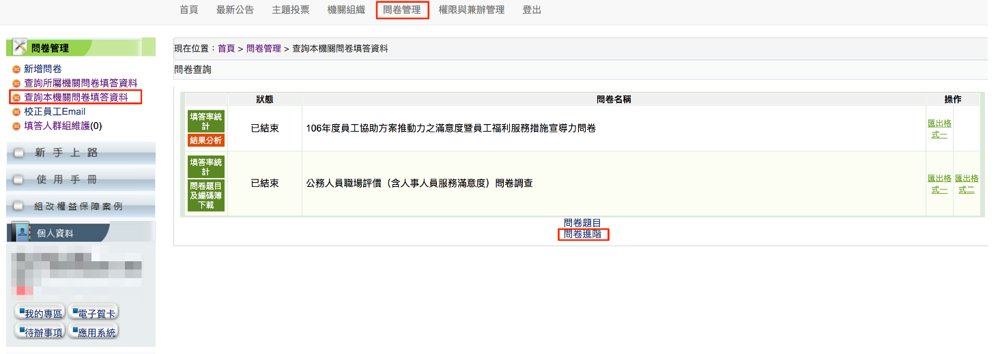 首頁 最新公告 主題投票 機關組織 問卷管理 權限與兼辦管理 登出
問卷管理
新增問卷
查詢所屬機關問卷填答資料
查詢本機關問卷填答資料
校正員工Email
填答人群組維護(0)
新手上路
使用手冊
組改權益保障案例
個人資料
我的專區 電子賀卡
待辦事項 應用系統
現在位置：首頁 > 問卷管理 > 查詢本機關問卷填答資料
問卷查詢
狀態 問卷名稱 操作
填答率統
計
結果分析
已結束
106年度員工協助方案推動力之滿意度暨員工福利服務措施宣導力問卷
匯出格
式一
填答率統
計
問卷題目
及編碼簿
下載
已結束
公務人員職場評價（含人事人員服務滿意度）問卷調查
匯出格
式一
匯出格
式二
問卷題目
問卷進階